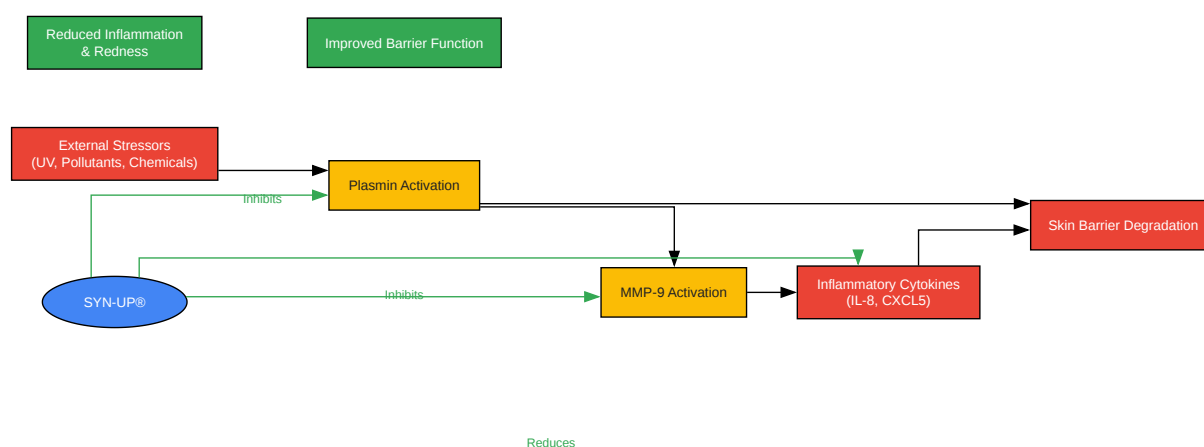 Reduced Inflammation
& Redness
Improved Barrier Function
External Stressors
(UV, Pollutants, Chemicals)
Plasmin Activation
Inhibits
Skin Barrier Degradation
SYN-UP®
Inhibits
MMP-9 Activation
Inflammatory Cytokines
(IL-8, CXCL5)
Reduces